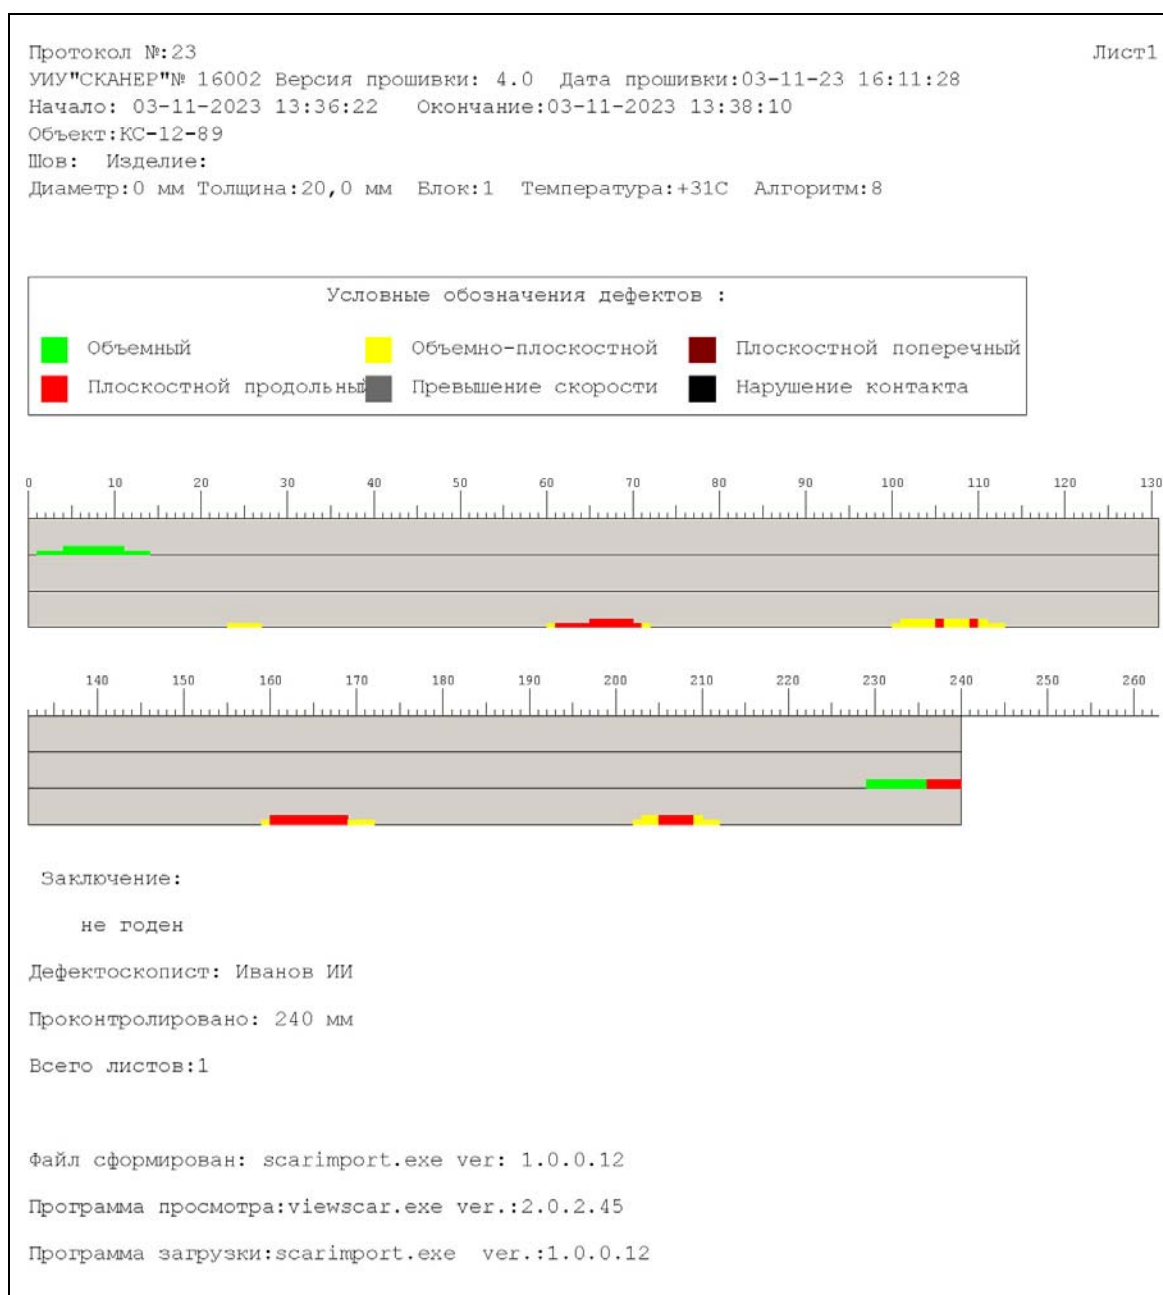 Протокол №:23 Лист1
УИУ"СКАНЕР"№ 16002 Версия прошивки: 4.0 Дата прошивки:03-11-23 16:11:28
Начало: 03-11-2023 13:36:22 Окончание:03-11-2023 13:38:10
Объект:КС-12-89
Шов: Изделие:
Диаметр:0 мм Толщина:20,0 мм Блок:1 Температура:+31С Алгоритм:8
Условные обозначения дефектов :
Объемный Объемно-плоскостной Плоскостной поперечный
Плоскостной продольный Превышение скорости Нарушение контакта
0 10 20 30 40 50 60 70 80 90 100 110 120 130
140 150 160 170 180 190 200 210 220 230 240 250 260
Заключение:
не годен
Дефектоскопист: Иванов ИИ
Проконтролировано: 240 мм
Всего листов:1
Файл сформирован: scarimport.exe ver: 1.0.0.12
Программа просмотра:viewscar.exe ver.:2.0.2.45
Программа загрузки:scarimport.exe ver.:1.0.0.12